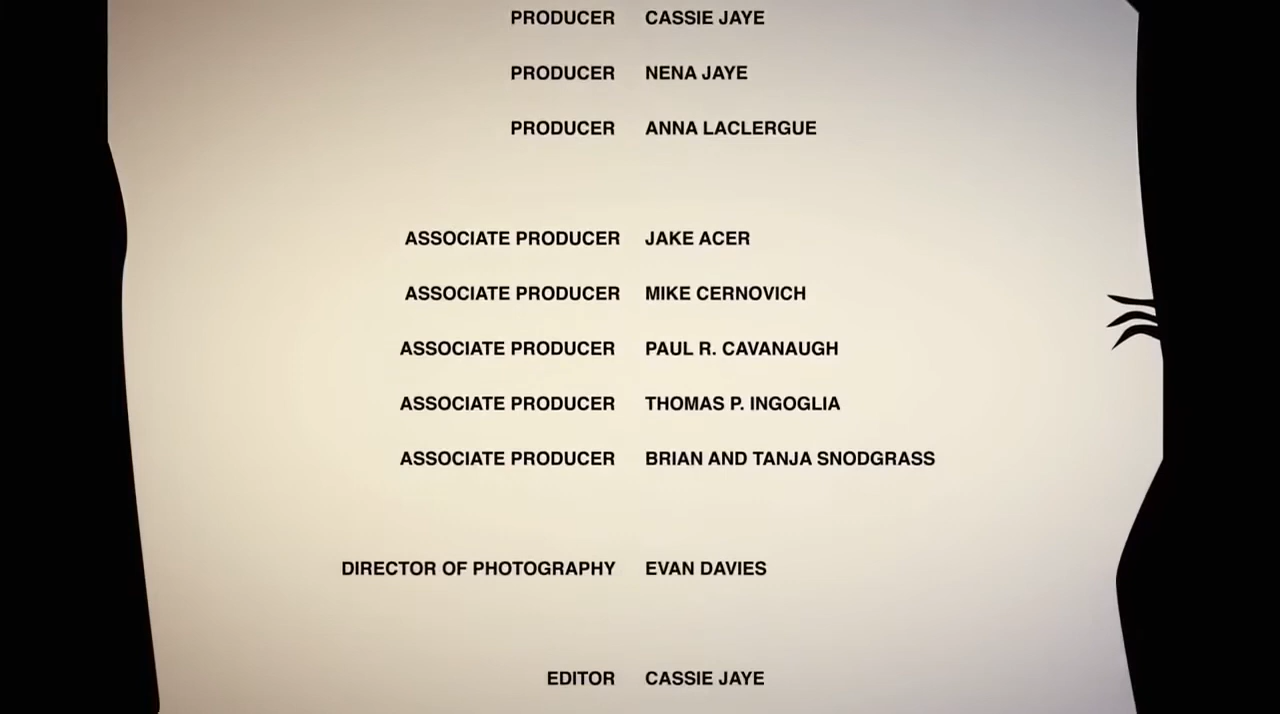 PRODUCER CASSIE JAYE
PRODUCER NENA JAYE
PRODUCER ANNA LACLERGUE
ASSOCIATE PRODUCER JAKE ACER
ASSOCIATE PRODUCER MIKE CERNOVICH
ASSOCIATE PRODUCER PAUL R. CAVANAUGH
ASSOCIATE PRODUCER THOMAS P. INGOGLIA
ASSOCIATE PRODUCER BRIAN AND TANJA SNODGRASS
DIRECTOR OF PHOTOGRAPHY EVAN DAVIES
EDITOR CASSIE JAYE